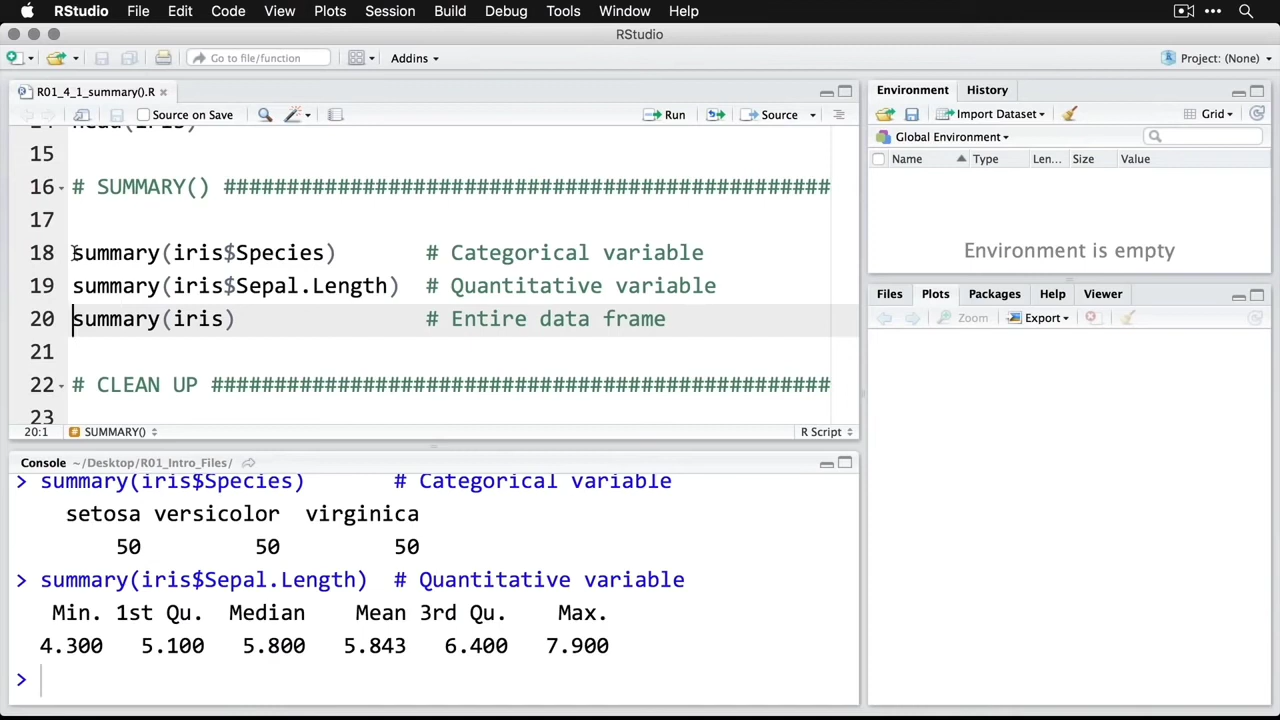 RStudio File Edit Code View Plots Session Build Debug Tools Window Help
RStudio
Go to file/function Addins Project: (None)
R01_4_1_summary().R
Source on Save Run Source
14 head(iris)
15
16 # SUMMARY() ################################################
17
18 summary(iris$Species) # Categorical variable
19 summary(iris$Sepal.Length) # Quantitative variable
20 summary(iris) # Entire data frame
21
22 # CLEAN UP #################################################
23
20:1 # SUMMARY() R Script
Console ~/Desktop/R01_Intro_Files/
> summary(iris$Species) # Categorical variable
setosa versicolor virginica
50 50 50
> summary(iris$Sepal.Length) # Quantitative variable
Min. 1st Qu. Median Mean 3rd Qu. Max.
4.300 5.100 5.800 5.843 6.400 7.900
>
Environment History
Import Dataset Grid
Global Environment
Name Type Len... Size Value
Environment is empty
Files Plots Packages Help Viewer
Zoom Export